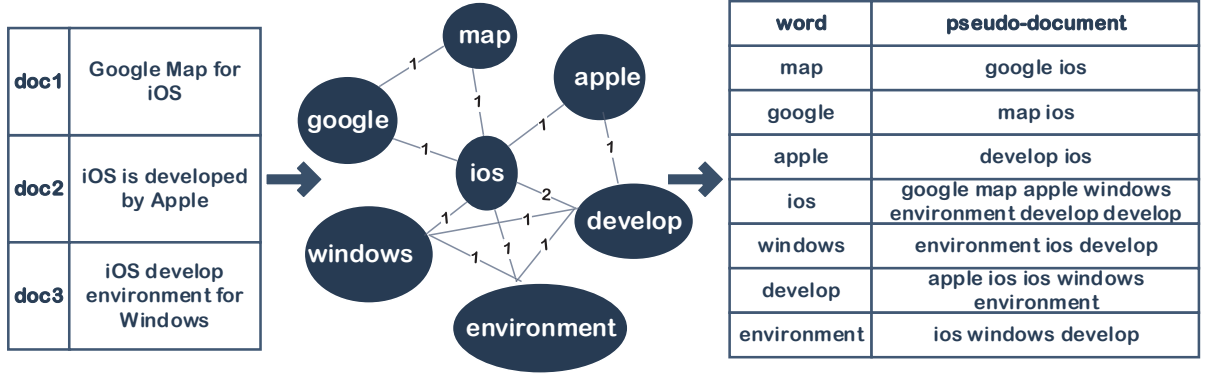 doc1
Google Map for
iOS
doc2
iOS is developed
by Apple
doc3
iOS develop
environment for
Windows
map
apple
google
ios
develop
windows
environment
1
1
1
1
1
2
1
1
1
1
1
word
pseudo-document
map
google ios
google
map ios
apple
develop ios
ios
google map apple windows
environment develop develop
windows
environment ios develop
develop
apple ios ios windows
environment
environment
ios windows develop